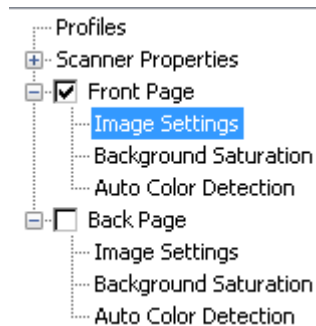 Profiles
Scanner Properties
Front Page
Image Settings
Background Saturation
Auto Color Detection
Back Page
Image Settings
Background Saturation
Auto Color Detection